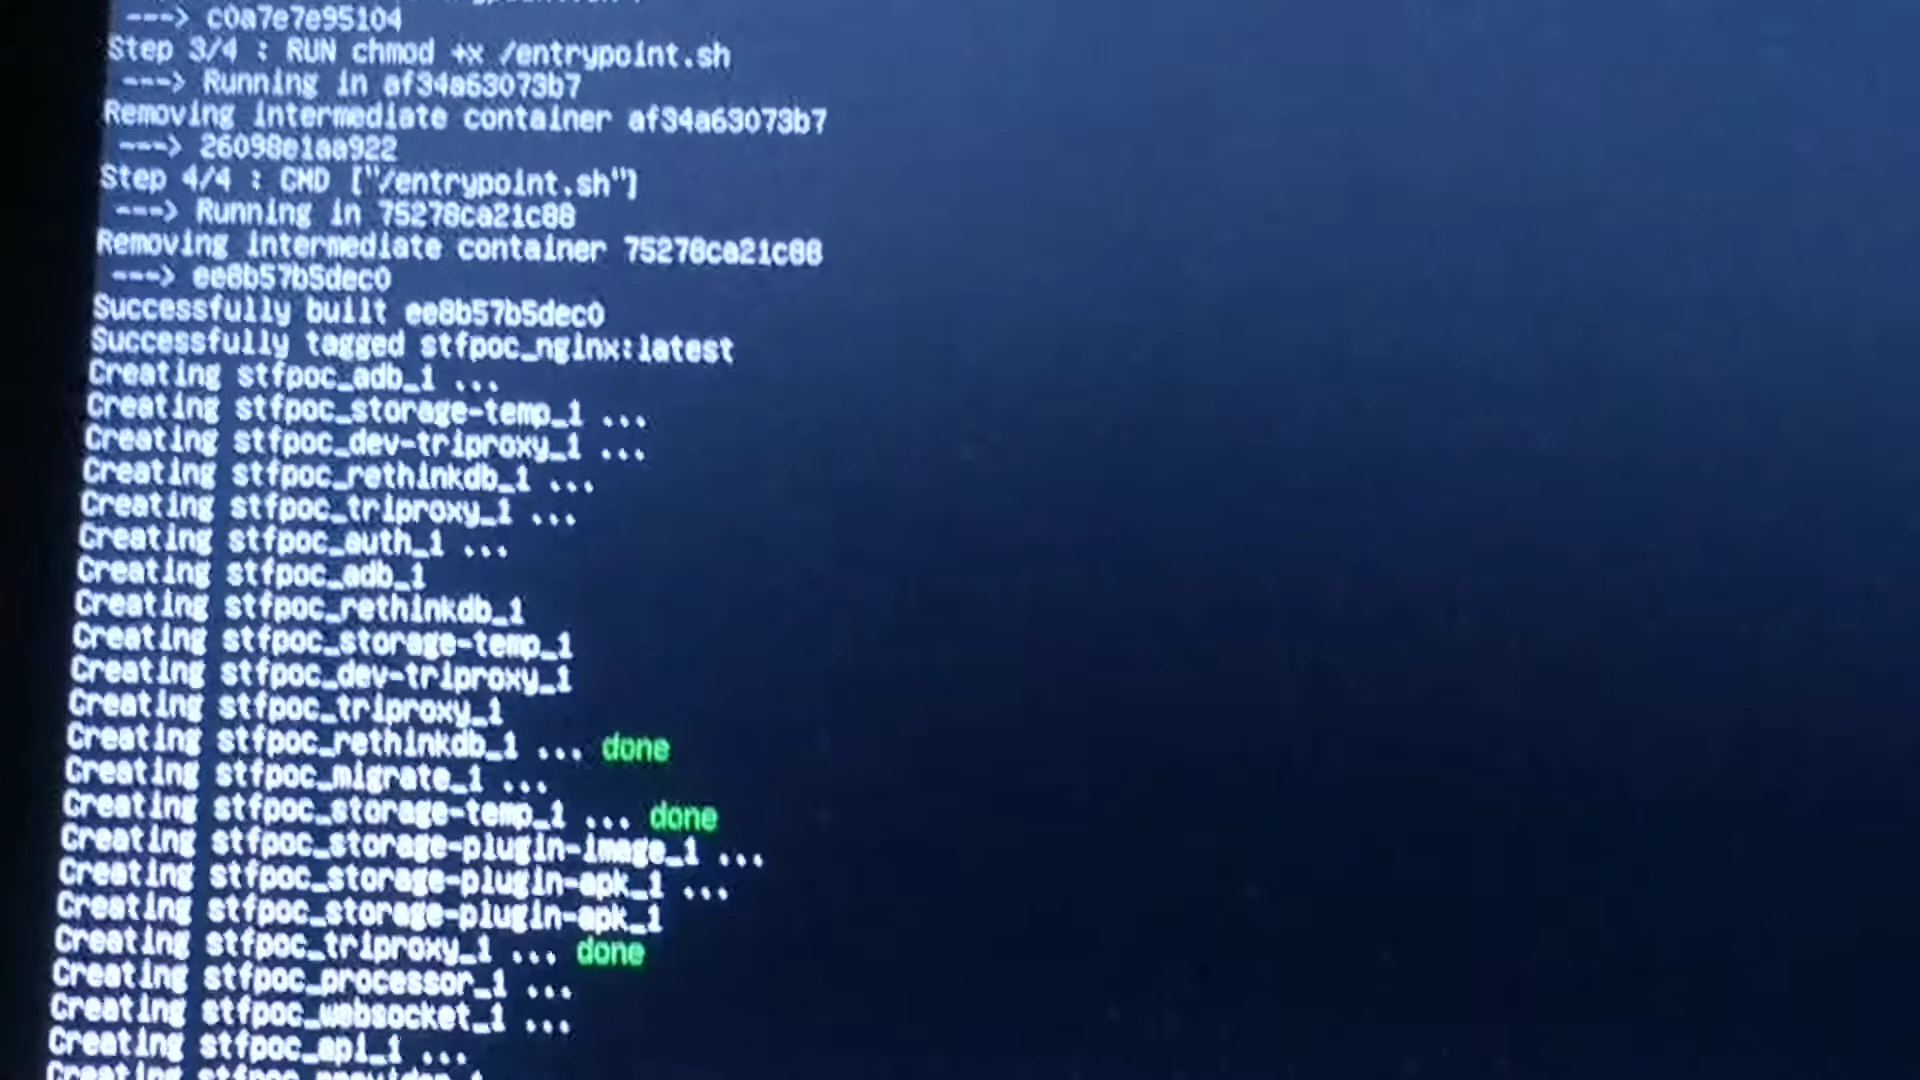 ---> c0a7e7e95104
Step 3/4 : RUN chmod +x /entrypoint.sh
---> Running in af34a63073b7
Removing intermediate container af34a63073b7
---> 26098e1aa922
Step 4/4 : CMD ["/entrypoint.sh"]
---> Running in 75278ca21c88
Removing intermediate container 75278ca21c88
---> ee8b57b5dec0
Successfully built ee8b57b5dec0
Successfully tagged stfpoc_nginx:latest
Creating stfpoc_adb_1 ...
Creating stfpoc_storage-temp_1 ...
Creating stfpoc_dev-triproxy_1 ...
Creating stfpoc_rethinkdb_1 ...
Creating stfpoc_triproxy_1 ...
Creating stfpoc_auth_1 ...
Creating stfpoc_adb_1
Creating stfpoc_rethinkdb_1
Creating stfpoc_storage-temp_1
Creating stfpoc_dev-triproxy_1
Creating stfpoc_triproxy_1
Creating stfpoc_rethinkdb_1 ... done
Creating stfpoc_migrate_1 ...
Creating stfpoc_storage-temp_1 ... done
Creating stfpoc_storage-plugin-image_1 ...
Creating stfpoc_storage-plugin-apk_1 ...
Creating stfpoc_storage-plugin-apk_1
Creating stfpoc_triproxy_1 ... done
Creating stfpoc_processor_1 ...
Creating stfpoc_websocket_1 ...
Creating stfpoc_api_1 ...
Creating